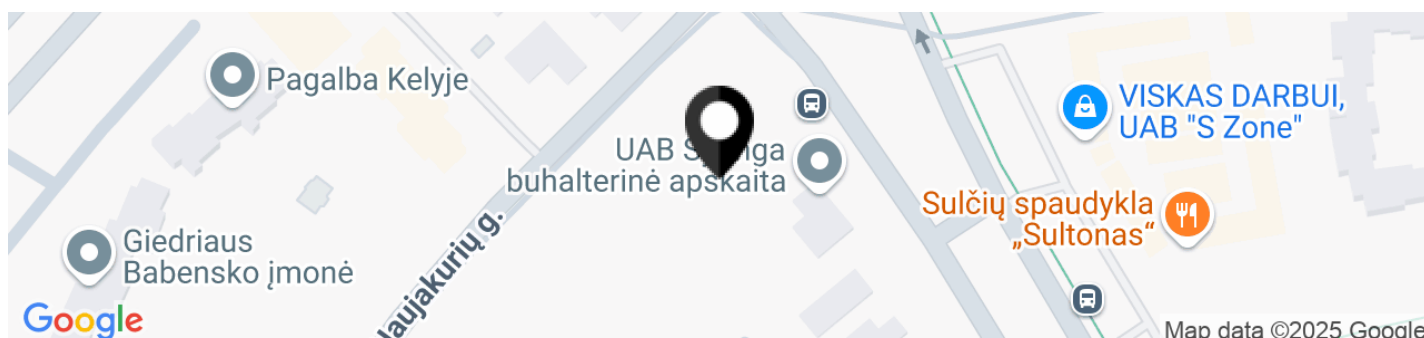 Pagalba Kelyje
VISKAS DARBUI,
UAB "S Zone"
UAB
buhalterinė apskaita
Sulčių spaudykla
„Sultonas“
Giedriaus
Babensko įmonė
g.
Google
Map data ©2025 Google